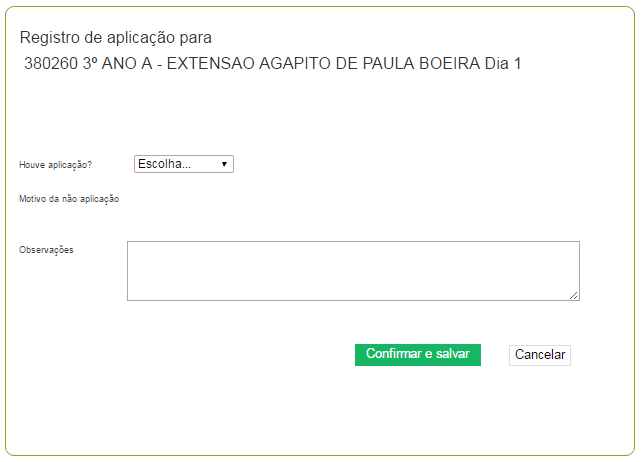 Registro de aplicação para
380260 3º ANO A - EXTENSAO AGAPITO DE PAULA BOEIRA Dia 1
Houve aplicação? Escolha...
Motivo da não aplicação
Observações
Confirmar e salvar Cancelar